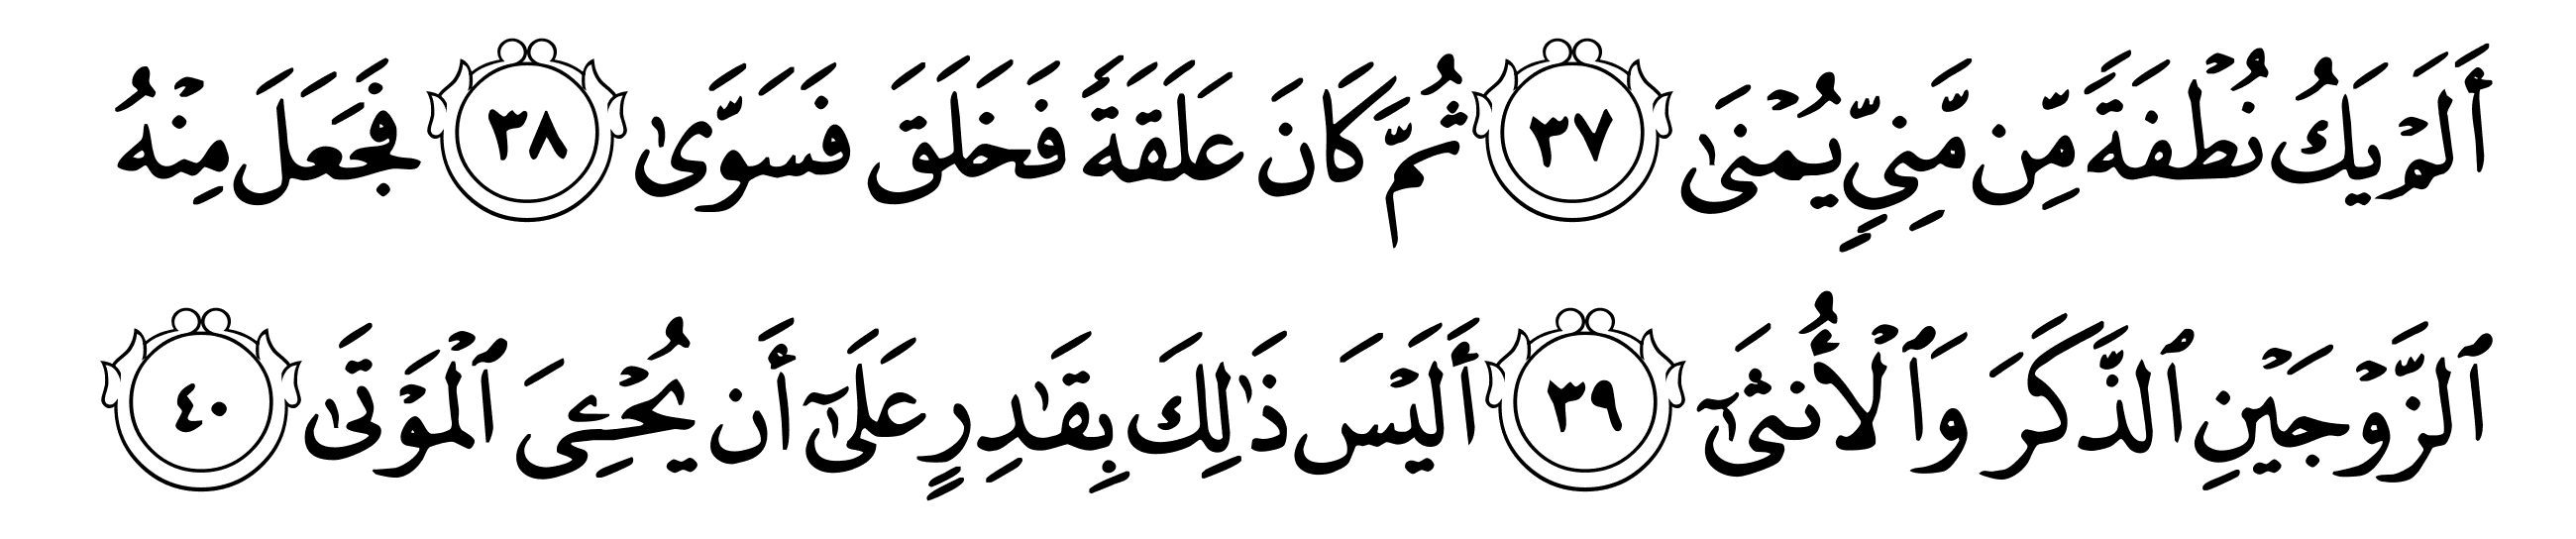 أَلَمۡ يَكُ نُطۡفَةٗ مِّن مَّنِيّٖ يُمۡنَىٰ ٣٧ ثُمَّ كَانَ عَلَقَةٗ فَخَلَقَ فَسَوَّىٰ ٣٨ فَجَعَلَ مِنۡهُ
ٱلزَّوۡجَيۡنِ ٱلذَّكَرَ وَٱلۡأُنثَىٰٓ ٣٩ أَلَيۡسَ ذَٰلِكَ بِقَٰدِرٍ عَلَىٰٓ أَن يُحۡـِۧيَ ٱلۡمَوۡتَىٰ ٤٠